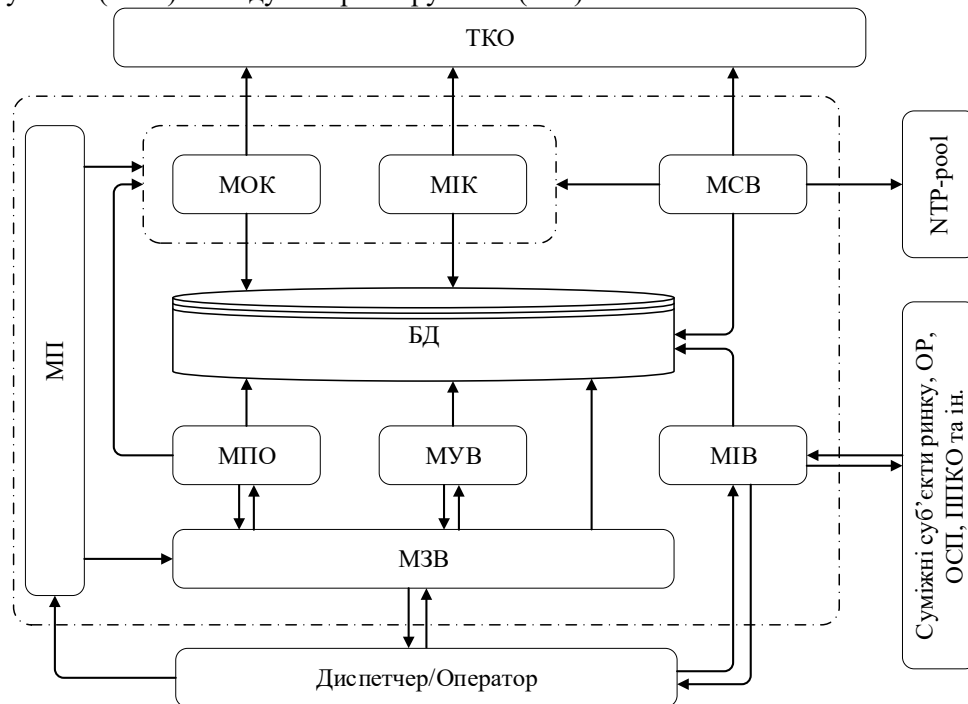 ТКО
МОК
МІК
МСВ
NTP-pool
МП
БД
МПО
МУВ
МІВ
Суміжні суб’єкти ринку, ОР,
ОСП, ППКО та ін.
МЗВ
Диспетчер/Оператор